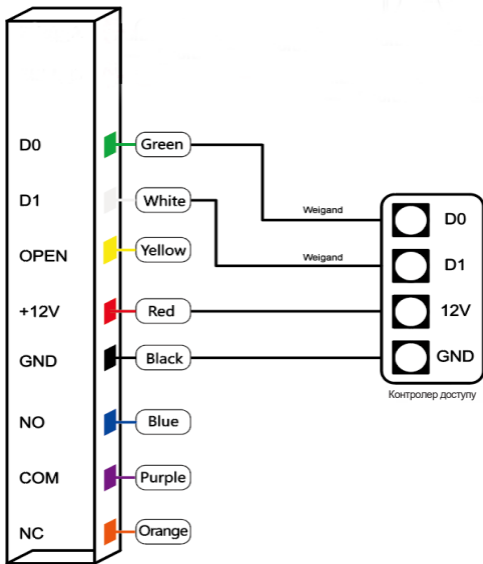 D0 Green
D1 White
OPEN Yellow
+12V Red
GND Black
NO Blue
COM Purple
NC Orange
Weigand
Weigand
D0
D1
12V
GND
Контролер доступу